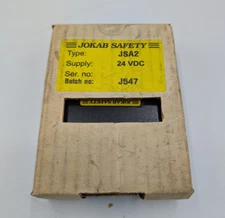 JOKAB SAFETY
Type: JSA2
Supply: 24 VDC
Ser. no:
Batch no: J547